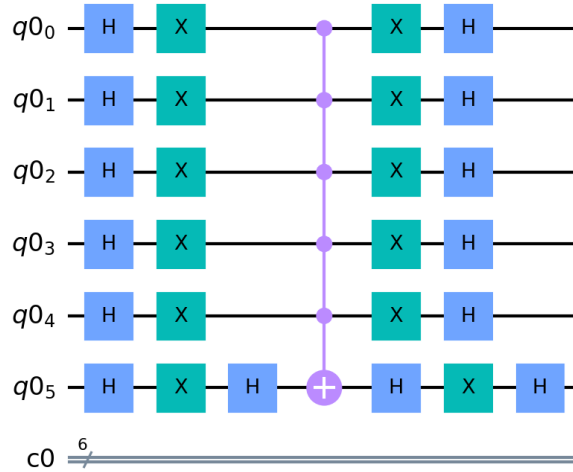 q0₀ H X X H
q0₁ H X X H
q0₂ H X X H
q0₃ H X X H
q0₄ H X X H
q0₅ H X H H X H
6
c0